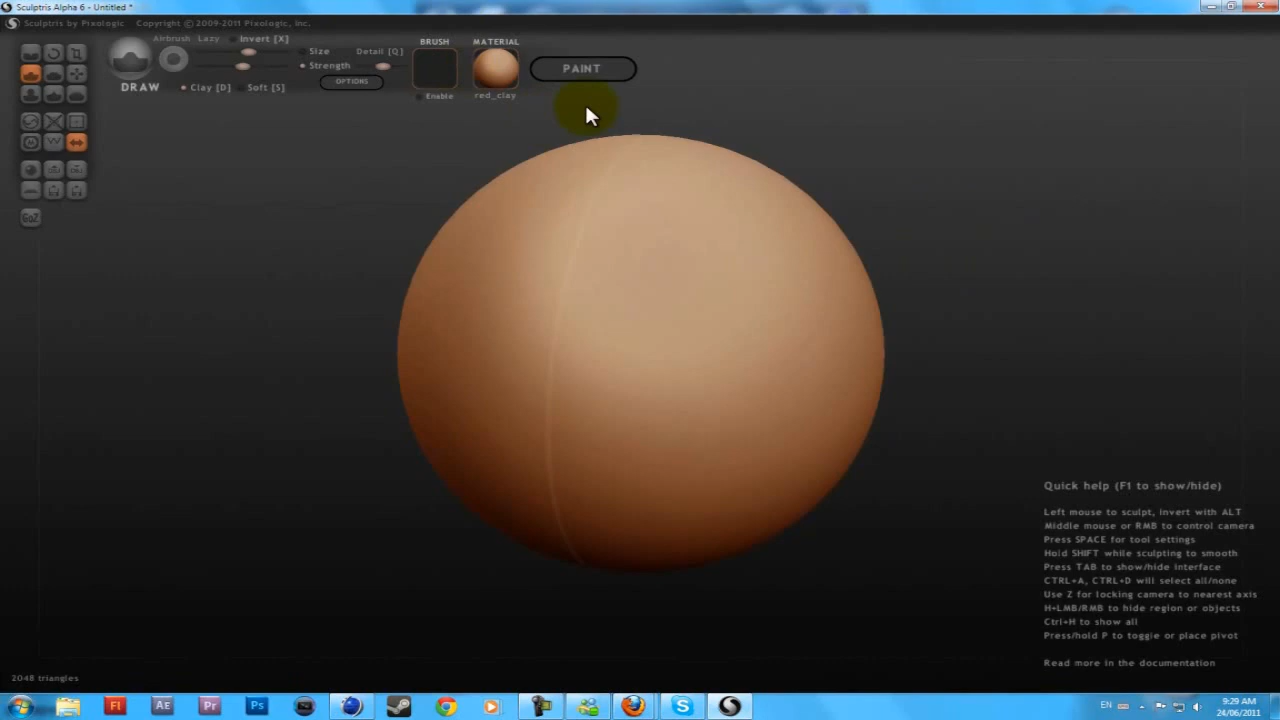 Sculptris Alpha 6 - Untitled *
Sculptris by Pixologic Copyright © 2009-2011 Pixologic, Inc.
Airbrush Lazy Invert [X]
Size
Strength
Detail [Q]
OPTIONS
DRAW
Clay [D]
Soft [S]
BRUSH
Enable
MATERIAL
red_clay
PAINT
GoZ
Quick help (F1 to show/hide)
Left mouse to sculpt, invert with ALT
Middle mouse or RMB to control camera
Press SPACE for tool settings
Hold SHIFT while sculpting to smooth
Press TAB to show/hide interface
CTRL+A, CTRL+D will select all/none
Use Z for locking camera to nearest axis
H+LMB/RMB to hide region or objects
Ctrl+H to show all
Press/hold P to toggle or place pivot
Read more in the documentation
2048 triangles
Fl
AE
Pr
Ps
EN
9:29 AM
24/06/2011